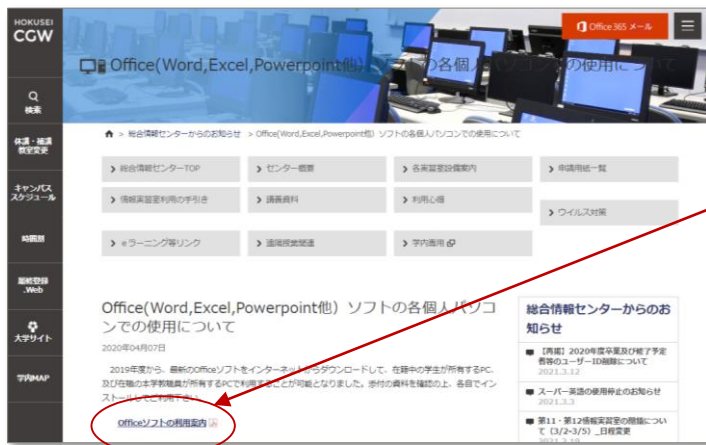 HOKUSEI
CGW
検索
休講・補講
教室変更
キャンパス
スケジュール
時間割
履修登録
.Web
大学サイト
学内MAP
Office365 メール
Office(Word,Excel,Powerpoint他) ソフトの各個人パソコンでの使用について
> 総合情報センターからのお知らせ > Office(Word,Excel,Powerpoint他) ソフトの各個人パソコンでの使用について
総合情報センターTOP
センター概要
各実習室設備案内
申請用紙一覧
情報実習室利用の手引き
講義資料
利用心得
ウイルス対策
eラーニング等リンク
遠隔授業関連
学内専用
Office(Word,Excel,Powerpoint他) ソフトの各個人パソコ
ンでの使用について
2020年04月07日
2019年度から、最新のOfficeソフトをインターネットからダウンロードして、在籍中の学生が所有するPC、
及び在職の本学教職員が所有するPCで利用することが可能となりました。添付の資料を確認の上、各自でイン
ストールしてご利用下さい。
Officeソフトの利用案内
総合情報センターからのお
知らせ
【再掲】2020年度卒業及び修了予定
者等のユーザーID削除について
2021.3.12
スーパー英語の使用停止のお知らせ
2021.3.3
第11・第12情報実習室の閉鎖につい
て（3/2-3/5）_日程変更